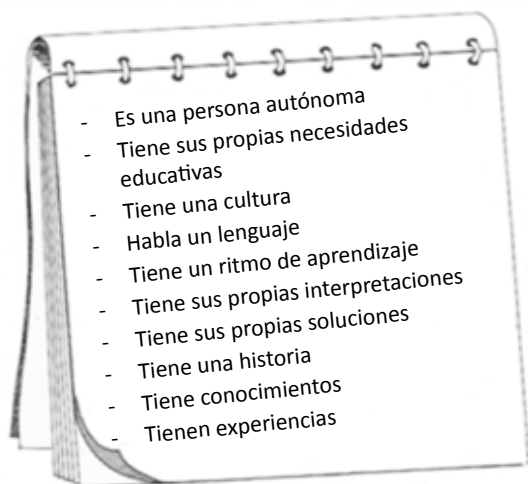 - Es una persona autónoma
- Tiene sus propias necesidades
educativas
- Tiene una cultura
- Habla un lenguaje
- Tiene un ritmo de aprendizaje
- Tiene sus propias interpretaciones
- Tiene sus propias soluciones
- Tiene una historia
- Tiene conocimientos
- Tienen experiencias